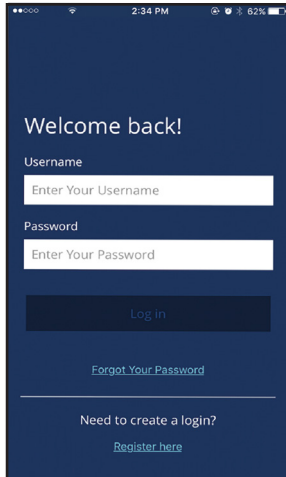 2:34 PM 62%
Welcome back!
Username
Enter Your Username
Password
Enter Your Password
Log in
Forgot Your Password
Need to create a login?
Register here